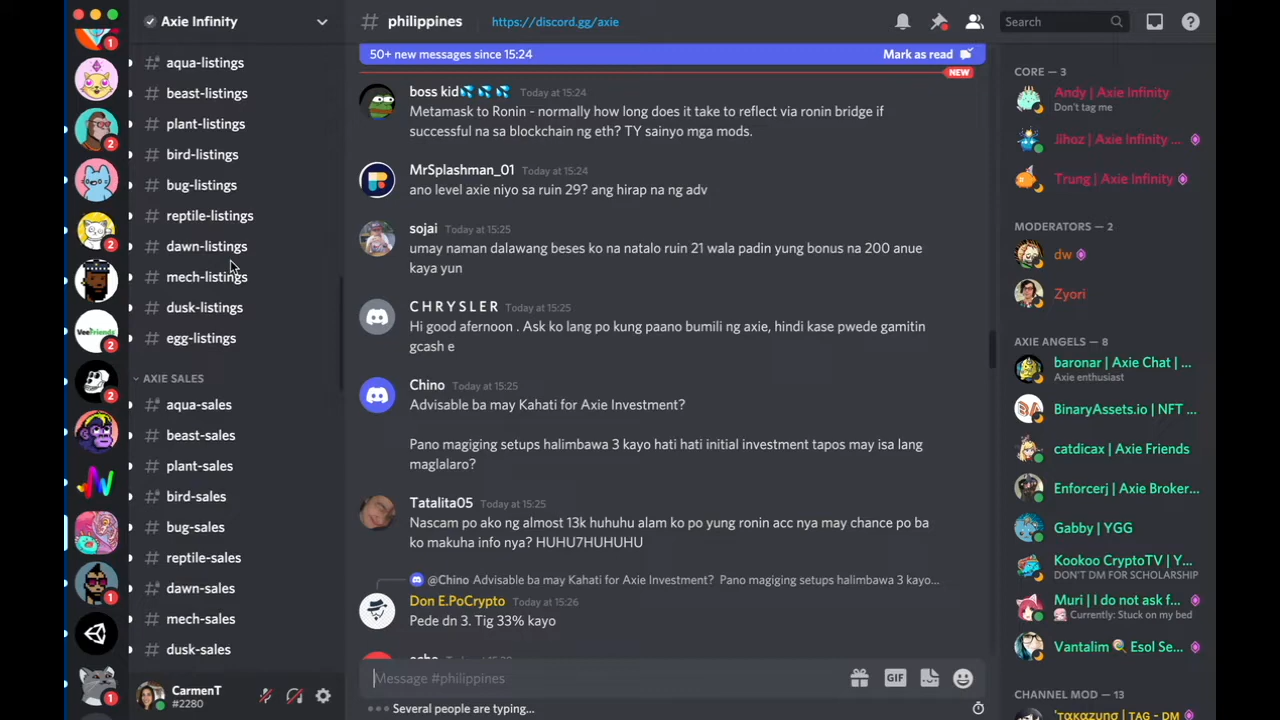 Axie Infinity
aqua-listings
beast-listings
plant-listings
bird-listings
bug-listings
reptile-listings
dawn-listings
mech-listings
dusk-listings
egg-listings
AXIE SALES
aqua-sales
beast-sales
plant-sales
bird-sales
bug-sales
reptile-sales
dawn-sales
mech-sales
dusk-sales
CarmenT
#2280
1
2
2
VeeFriends
2
2
1
1
# philippines
https://discord.gg/axie
Search
50+ new messages since 15:24
Mark as read
NEW
boss kid Today at 15:24
Metamask to Ronin - normally how long does it take to reflect via ronin bridge if
successful na sa blockchain ng eth? TY sainyo mga mods.
MrSplashman_01 Today at 15:24
ano level axie niyo sa ruin 29? ang hirap na ng adv
sojai Today at 15:25
umay naman dalawang beses ko na natalo ruin 21 wala padin yung bonus na 200 anue
kaya yun
C H R Y S L E R Today at 15:25
Hi good afernoon . Ask ko lang po kung paano bumili ng axie, hindi kase pwede gamitin
gcash e
Chino Today at 15:25
Advisable ba may Kahati for Axie Investment?
Pano magiging setups halimbawa 3 kayo hati hati initial investment tapos may isa lang
maglalaro?
Tatalita05 Today at 15:25
Nascam po ako ng almost 13k huhuhu alam ko po yung ronin acc nya may chance po ba
ko makuha info nya? HUHU7HUHUHU
@Chino Advisable ba may Kahati for Axie Investment? Pano magiging setups halimbawa 3 kayo...
Don E.PoCrypto Today at 15:26
Pede dn 3. Tig 33% kayo
Message #philippines
GIF
Several people are typing...
CORE — 3
Andy | Axie Infinity
Don't tag me
Jihoz | Axie Infinity ...
Trung | Axie Infinity
MODERATORS — 2
dw
Zyori
AXIE ANGELS — 8
baronar | Axie Chat | ...
Axie enthusiast
BinaryAssets.io | NFT ...
catdicax | Axie Friends
Enforcerj | Axie Broker...
Gabby | YGG
Kookoo CryptoTV | Y...
DON'T DM FOR SCHOLARSHIP
Muri | I do not ask f...
Currently: Stuck on my bed
Vantalim 🔍 Esol Se...
CHANNEL MOD — 13